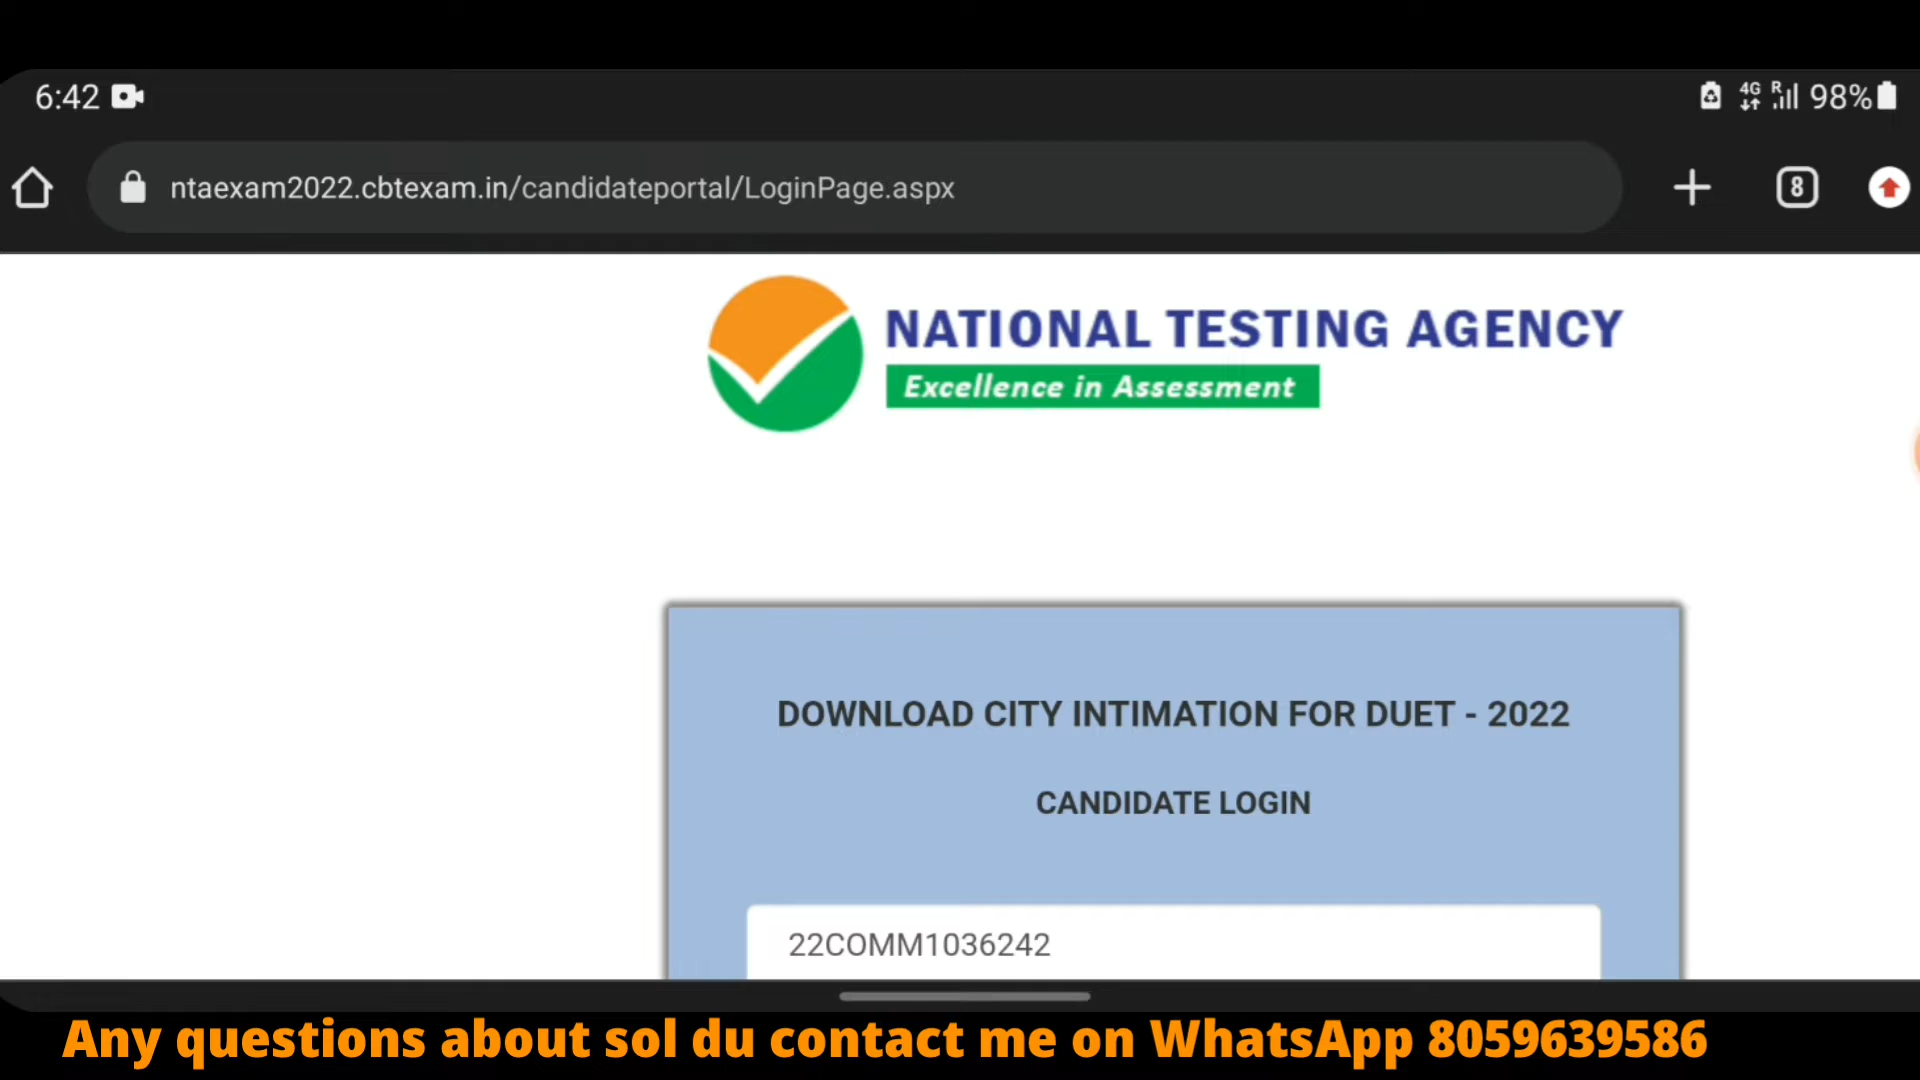 6:42
4G R 98%
ntaexam2022.cbtexam.in/candidateportal/LoginPage.aspx
8
NATIONAL TESTING AGENCY
Excellence in Assessment
DOWNLOAD CITY INTIMATION FOR DUET - 2022
CANDIDATE LOGIN
22COMM1036242
Any questions about sol du contact me on WhatsApp 8059639586